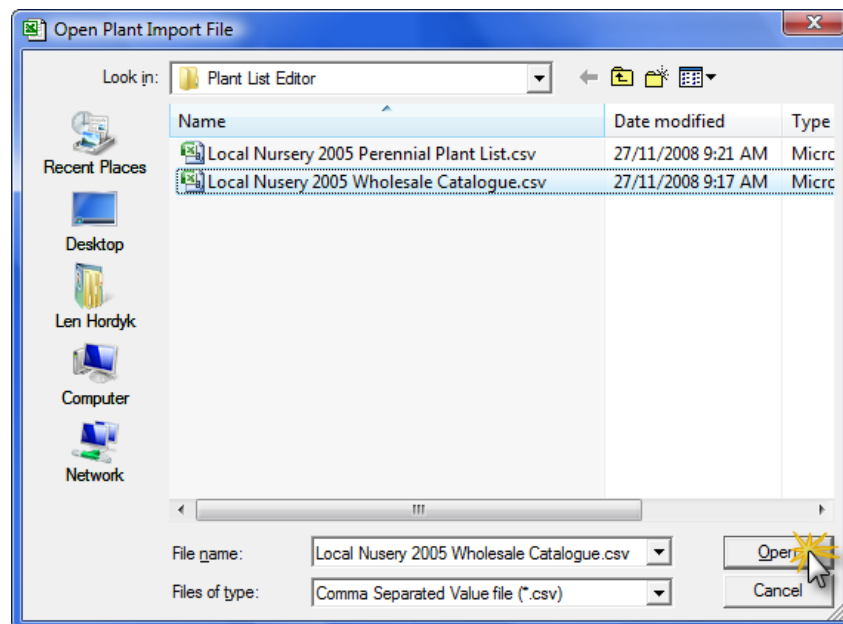 Open Plant Import File
Look in: Plant List Editor
Name Date modified Type
Local Nursery 2005 Perennial Plant List.csv 27/11/2008 9:21 AM Micro
Local Nusery 2005 Wholesale Catalogue.csv 27/11/2008 9:17 AM Micro
Recent Places
Desktop
Len Hordyk
Computer
Network
File name: Local Nusery 2005 Wholesale Catalogue.csv Open
Files of type: Comma Separated Value file (*.csv) Cancel